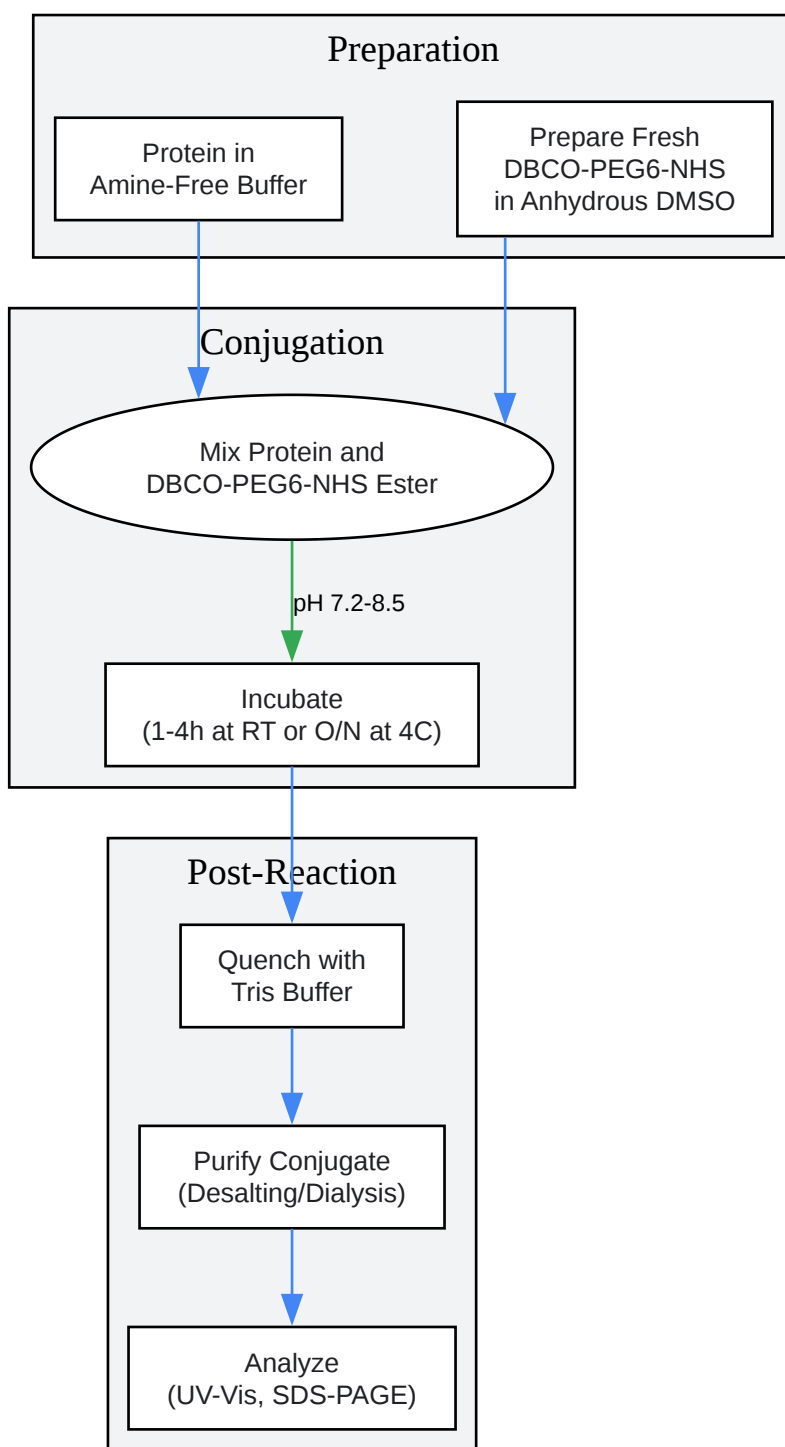 Preparation
Protein in
Amine-Free Buffer
Prepare Fresh
DBCO-PEG6-NHS
in Anhydrous DMSO
Conjugation
Mix Protein and
DBCO-PEG6-NHS Ester
pH 7.2-8.5
Incubate
(1-4h at RT or O/N at 4C)
Post-Reaction
Quench with
Tris Buffer
Purify Conjugate
(Desalting/Dialysis)
Analyze
(UV-Vis, SDS-PAGE)